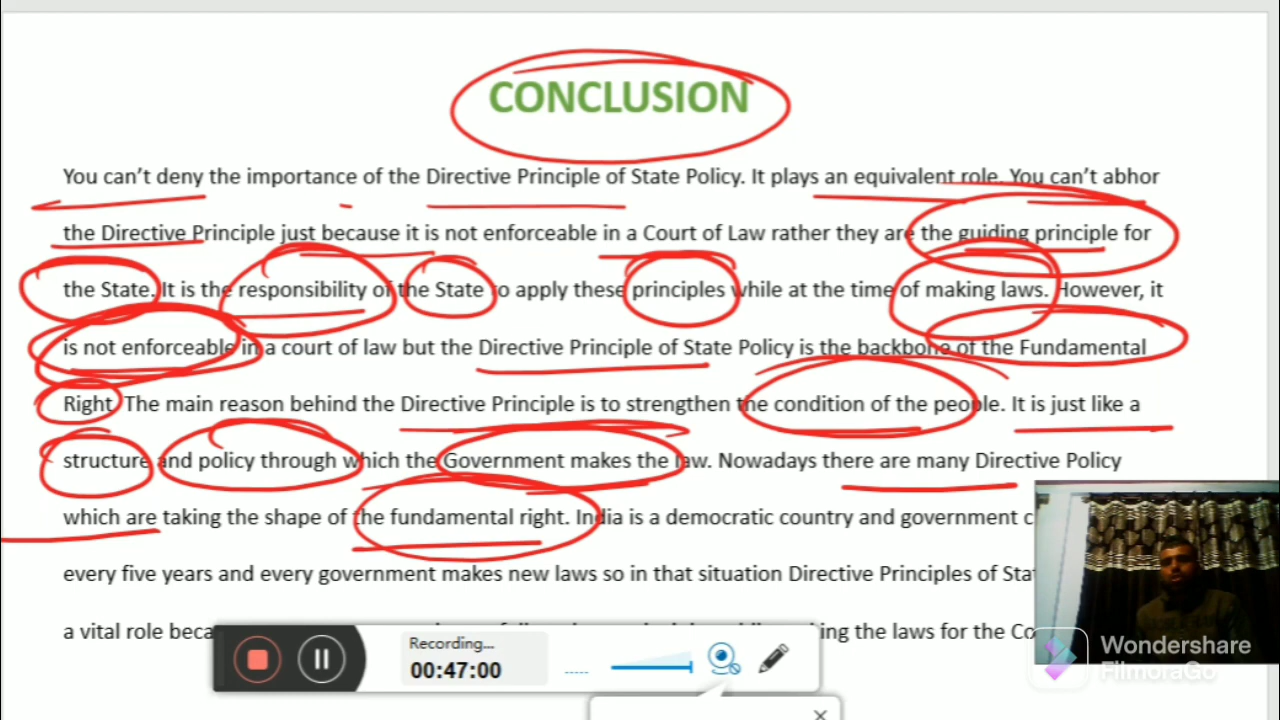 CONCLUSION
You can't deny the importance of the Directive Principle of State Policy. It plays an equivalent role. You can't abhor
the Directive Principle just because it is not enforceable in a Court of Law rather they are the guiding principle for
the State. It is the responsibility of the State to apply these principles while at the time of making laws. However, it
is not enforceable in a court of law but the Directive Principle of State Policy is the backbone of the Fundamental
Right. The main reason behind the Directive Principle is to strengthen the condition of the people. It is just like a
structure and policy through which the Government makes the law. Nowadays there are many Directive Policy
which are taking the shape of the fundamental right. India is a democratic country and government
every five years and every government makes new laws so in that situation Directive Principles of
a vital role the laws for the
Recording...
00:47:00
Wondershare
FilmoraGo